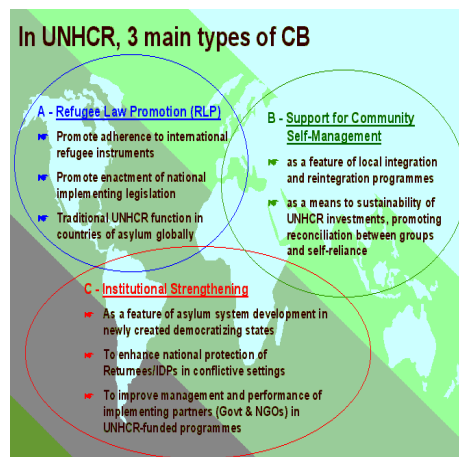 In UNHCR, 3 main types of CB
A - Refugee Law Promotion (RLP)
Promote adherence to international
refugee instruments
Promote enactment of national
implementing legislation
Traditional UNHCR function in
countries of asylum globally
B - Support for Community
Self-Management
as a feature of local integration
and reintegration programmes
as a means to sustainability of
UNHCR investments, promoting
reconciliation between groups
and self-reliance
C - Institutional Strengthening
As a feature of asylum system development in
newly created democratizing states
To enhance national protection of
Returnees/IDPs in conflictive settings
To improve management and performance of
implementing partners (Govt & NGOs) in
UNHCR-funded programmes